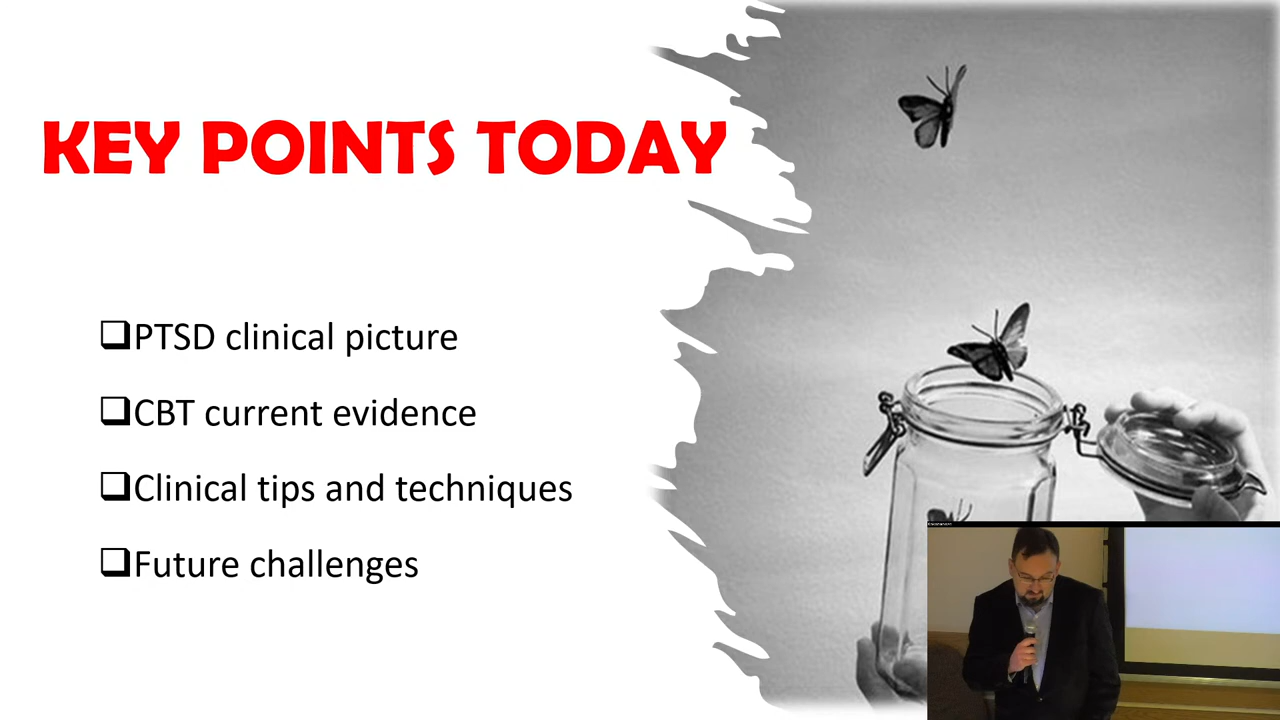 KEY POINTS TODAY
❑PTSD clinical picture
❑CBT current evidence
❑Clinical tips and techniques
❑Future challenges